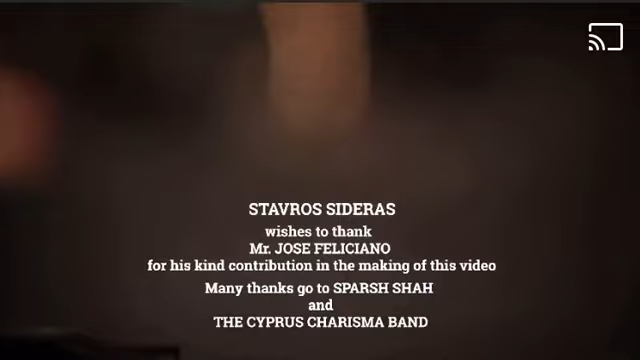 STAVROS SIDERAS
wishes to thank
Mr. JOSE FELICIANO
for his kind contribution in the making of this video
Many thanks go to SPARSH SHAH
and
THE CYPRUS CHARISMA BAND